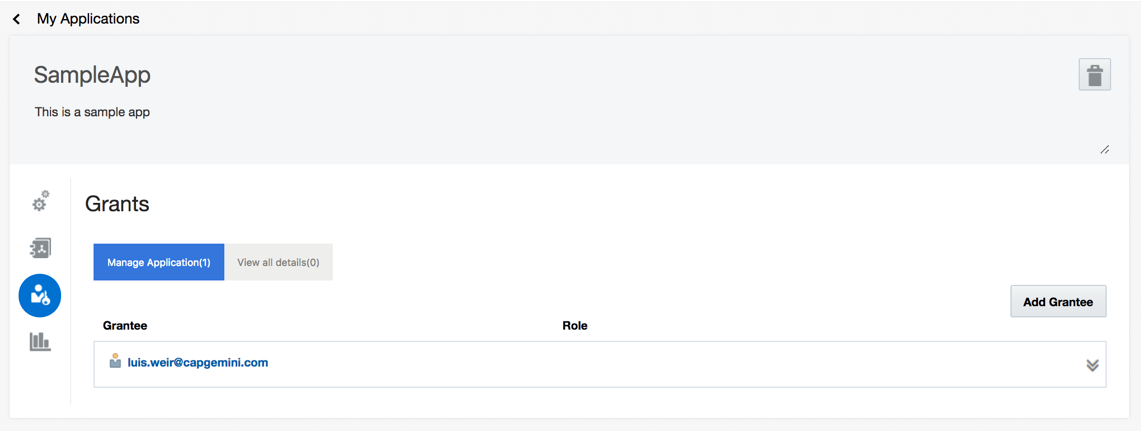 My Applications
SampleApp
This is a sample app
Grants
Manage Application(1) View all details(0)
Add Grantee
Grantee Role
luis.weir@capgemini.com